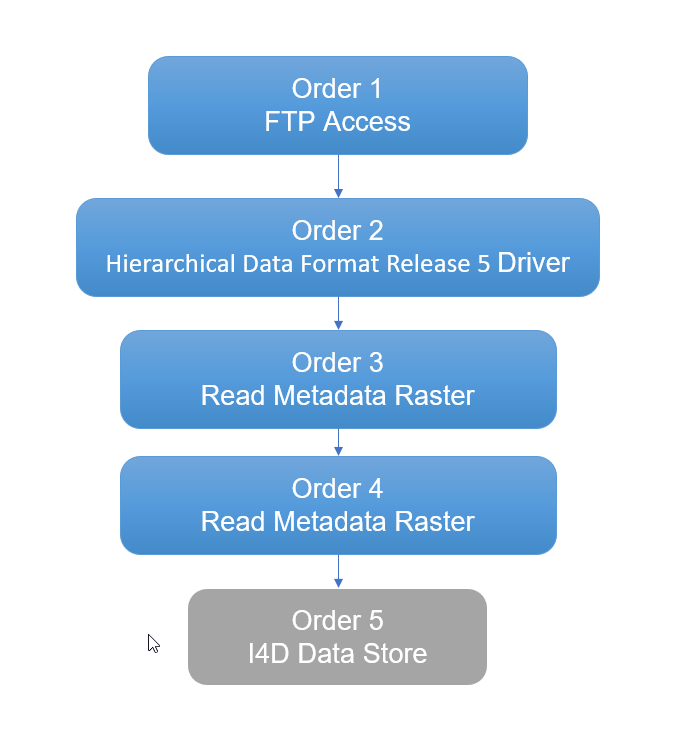 Order 1
FTP Access
Order 2
Hierarchical Data Format Release 5 Driver
Order 3
Read Metadata Raster
Order 4
Read Metadata Raster
Order 5
I4D Data Store